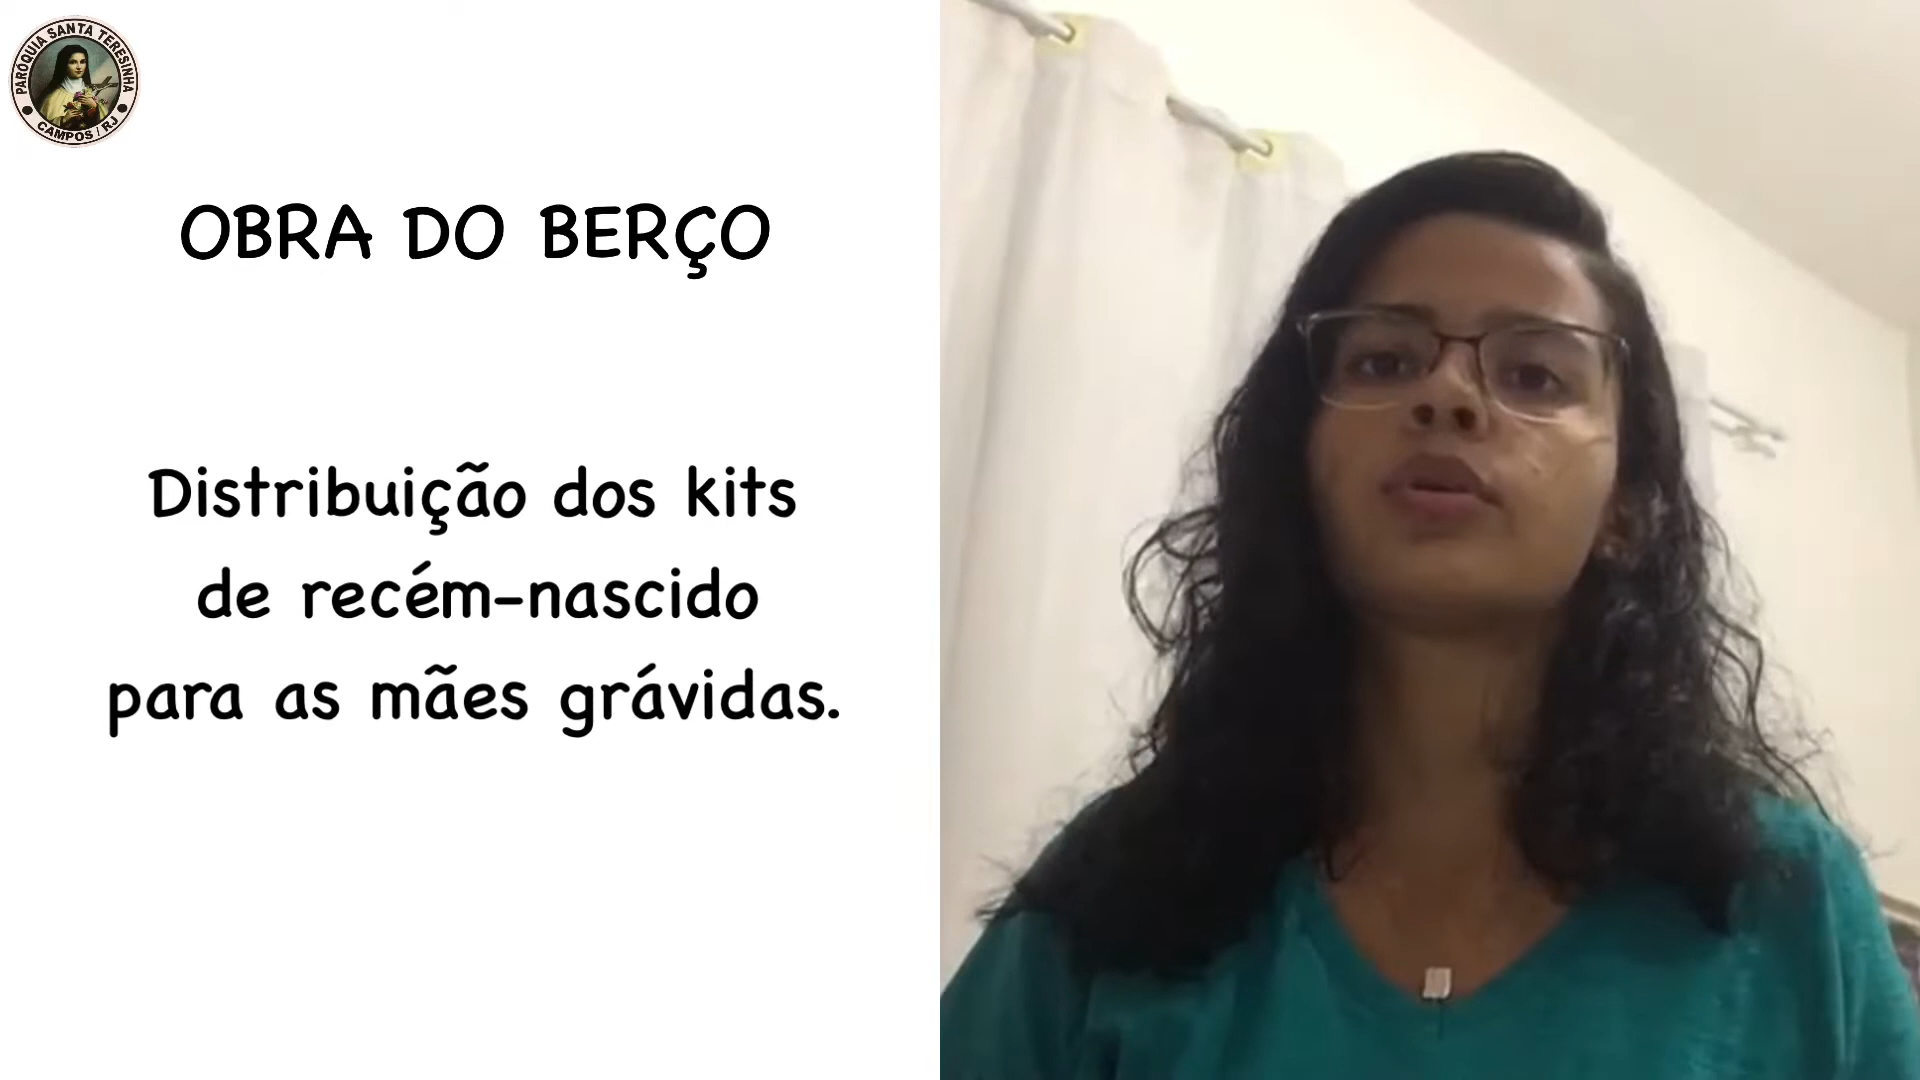 PARÓQUIA SANTA TERESINHA
CAMPOS / RJ
OBRA DO BERÇO
Distribuição dos kits
de recém-nascido
para as mães grávidas.